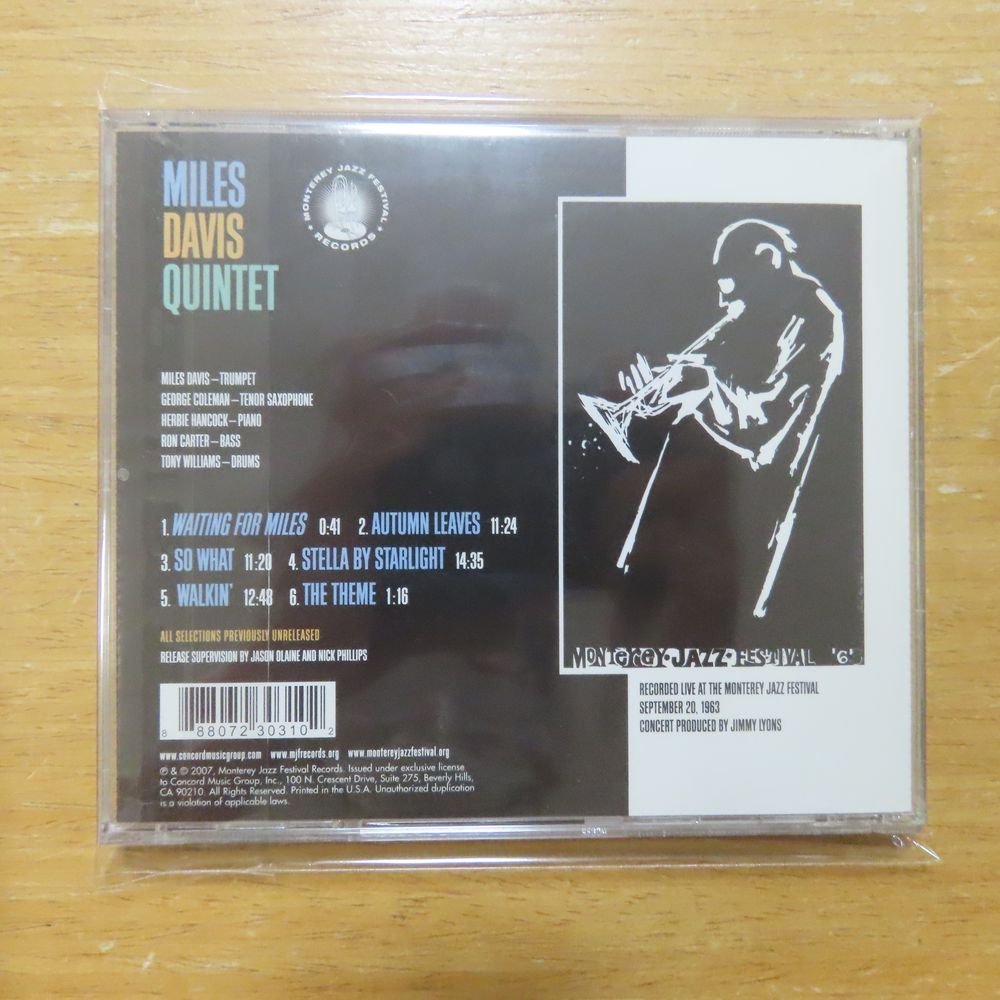 MILES
DAVIS
QUINTET
MONTEREY JAZZ FESTIVAL
• RECORDS •
MILES DAVIS – TRUMPET
GEORGE COLEMAN – TENOR SAXOPHONE
HERBIE HANCOCK – PIANO
RON CARTER – BASS
TONY WILLIAMS – DRUMS
1. WAITING FOR MILES 0:41 2. AUTUMN LEAVES 11:24
3. SO WHAT 11:20 4. STELLA BY STARLIGHT 14:35
5. WALKIN' 12:48 6. THE THEME 1:16
ALL SELECTIONS PREVIOUSLY UNRELEASED
RELEASE SUPERVISION BY JASON OLAINE AND NICK PHILLIPS
8 88072 30310 2
www.concordmusicgroup.com www.mjfrecords.org www.montereyjazzfestival.org
℗ & © 2007, Monterey Jazz Festival Records. Issued under exclusive license
to Concord Music Group, Inc., 100 N. Crescent Drive, Suite 275, Beverly Hills,
CA 90210. All Rights Reserved. Printed in the U.S.A. Unauthorized duplication
is a violation of applicable laws.
MONTEREY • JAZZ • FESTIVAL
RECORDED LIVE AT THE MONTEREY JAZZ FESTIVAL
SEPTEMBER 20, 1963
CONCERT PRODUCED BY JIMMY LYONS